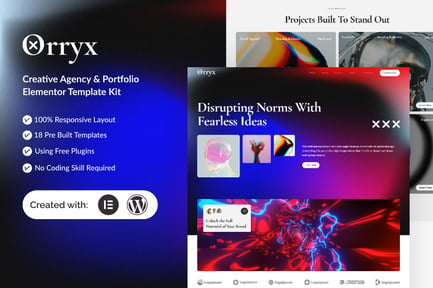 Orryx
Creative Agency & Portfolio
Elementor Template Kit
100% Responsive Layout
18 Pre Built Templates
Using Free Plugins
No Coding Skill Required
Created with:
Projects Built To Stand Out
Orryx
Disrupting Norms With
Fearless Ideas
Unlock the Full
Potential of Your Brand
Logoipsum
Logoipsum
Logoipsum
Logoipsum
LOGOIPSUM
Logoipsum